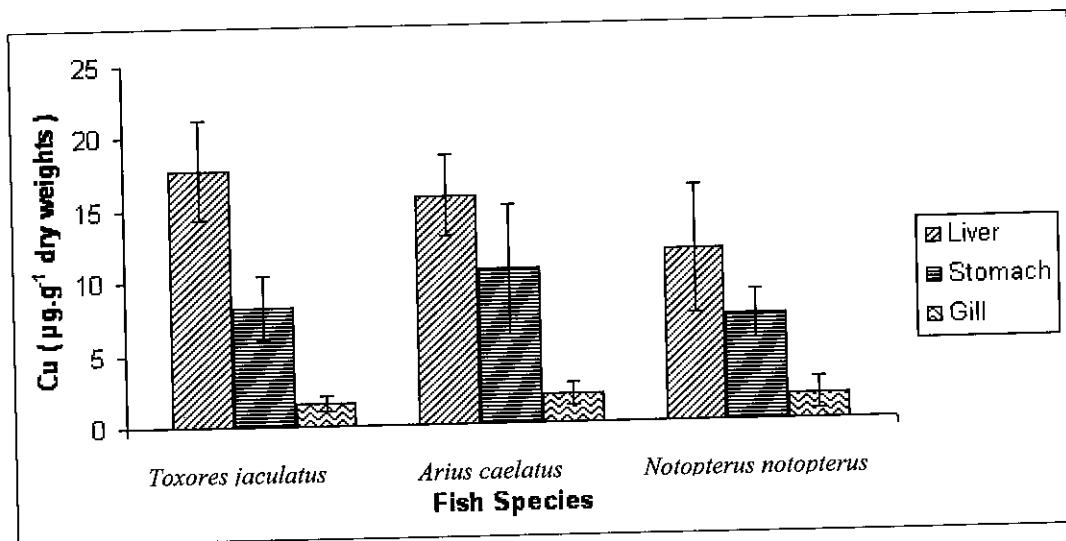 25
20
15
10
5
0
Cu ( µg.g⁻¹ dry weights )
Toxores jaculatus Arius caelatus Notopterus notopterus
Fish Species
Liver
Stomach
Gill